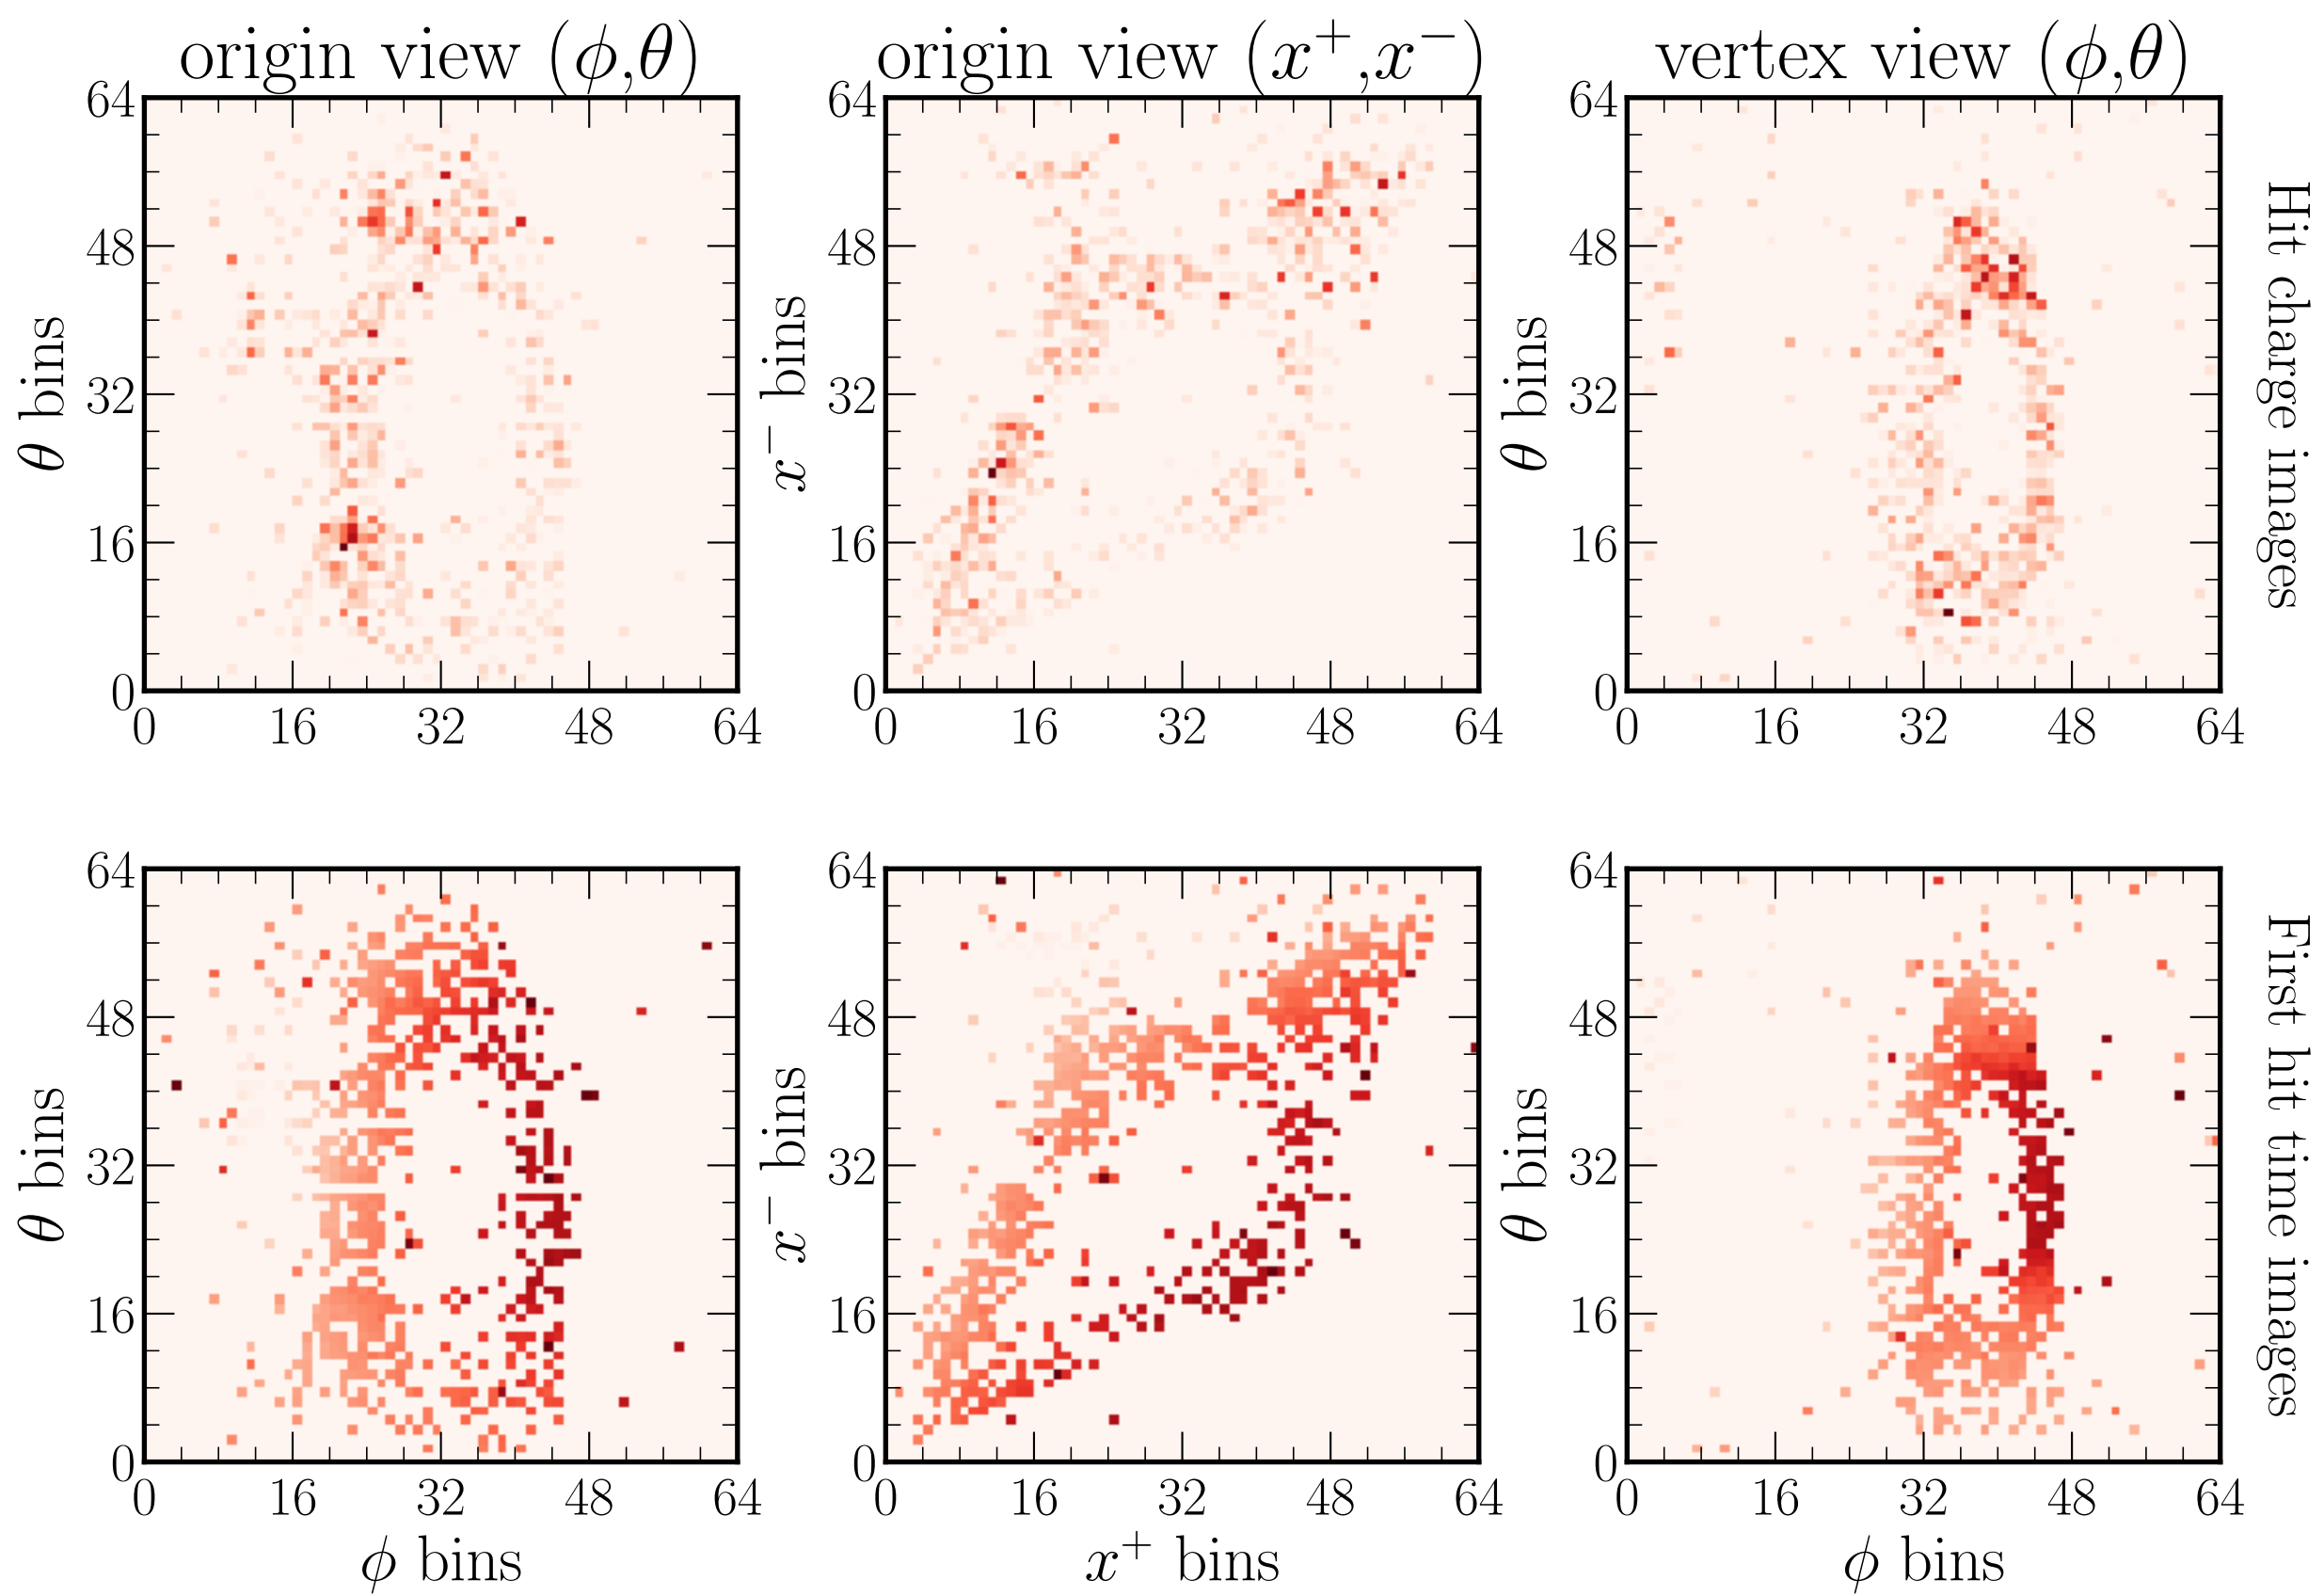 origin view (ϕ,θ)
origin view (x⁺,x⁻)
vertex view (ϕ,θ)
64
48
32
16
0
θ bins
0 16 32 48 64
64
48
32
16
0
x⁻ bins
0 16 32 48 64
64
48
32
16
0
θ bins
0 16 32 48 64
Hit charge images
64
48
32
16
0
θ bins
0 16 32 48 64
ϕ bins
64
48
32
16
0
x⁻ bins
0 16 32 48 64
x⁺ bins
64
48
32
16
0
θ bins
0 16 32 48 64
ϕ bins
First hit time images